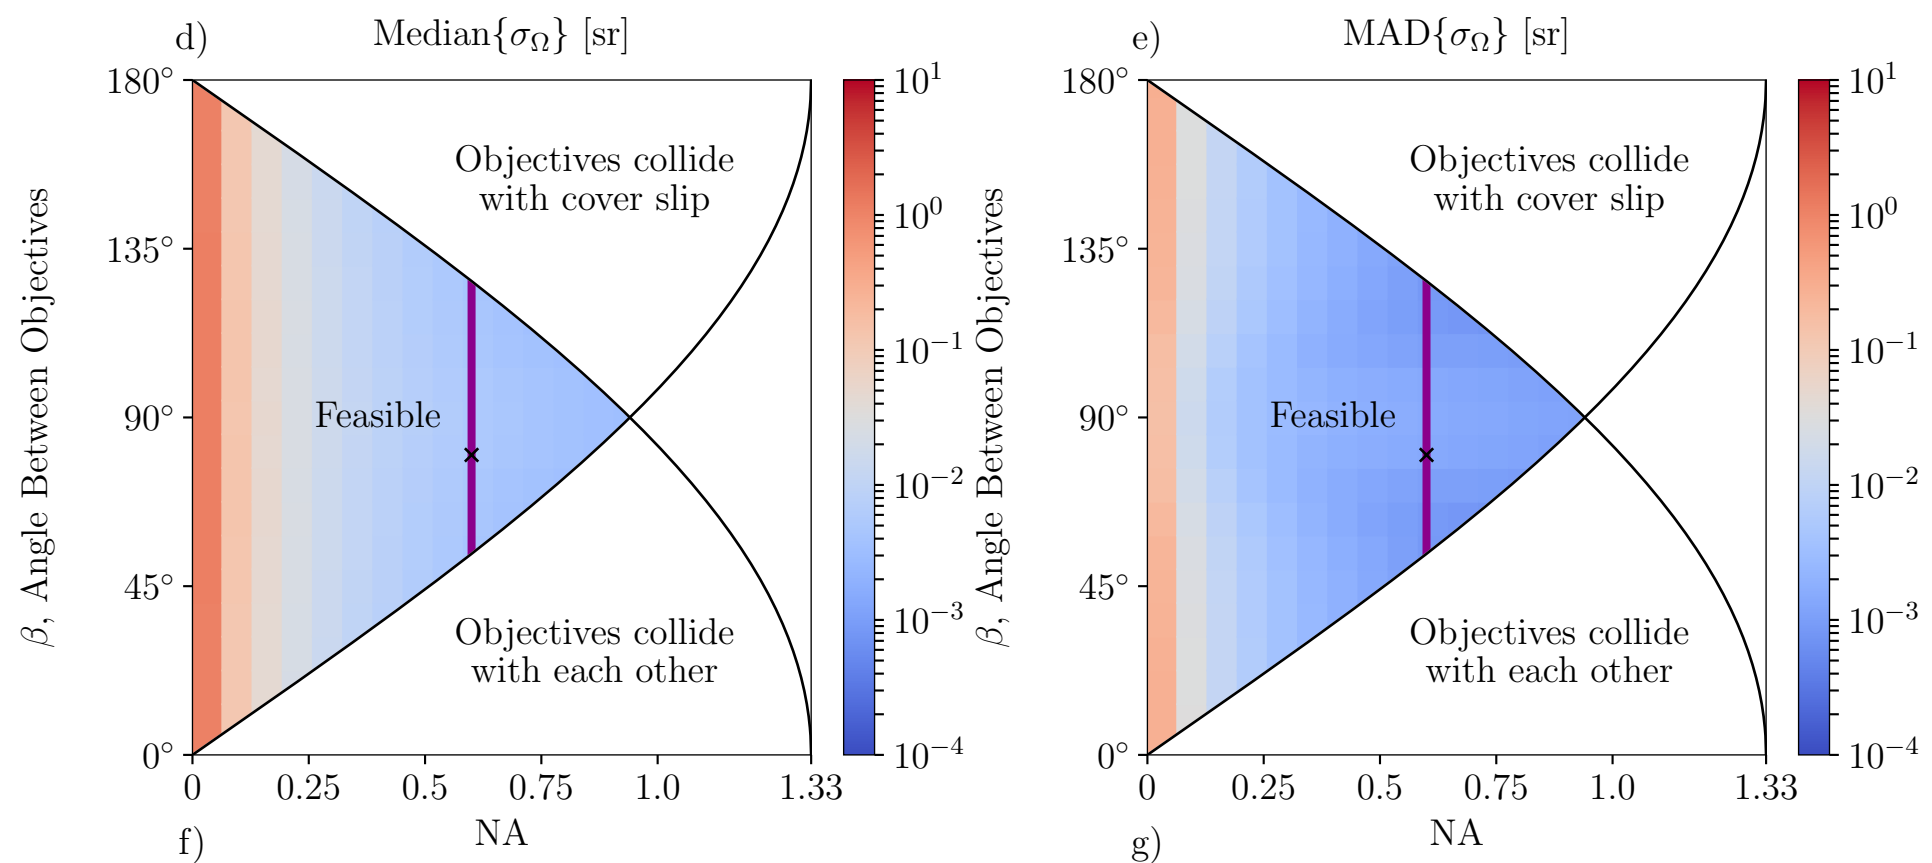 d)
Median{σ_Ω} [sr]
β, Angle Between Objectives
180°
135°
90°
45°
0°
Objectives collide
with cover slip
Feasible
Objectives collide
with each other
0 0.25 0.5 0.75 1.0 1.33
NA
10¹
10⁰
10⁻¹
10⁻²
10⁻³
10⁻⁴
e)
MAD{σ_Ω} [sr]
β, Angle Between Objectives
180°
135°
90°
45°
0°
Objectives collide
with cover slip
Feasible
Objectives collide
with each other
0 0.25 0.5 0.75 1.0 1.33
NA
10¹
10⁰
10⁻¹
10⁻²
10⁻³
10⁻⁴
f)
g)